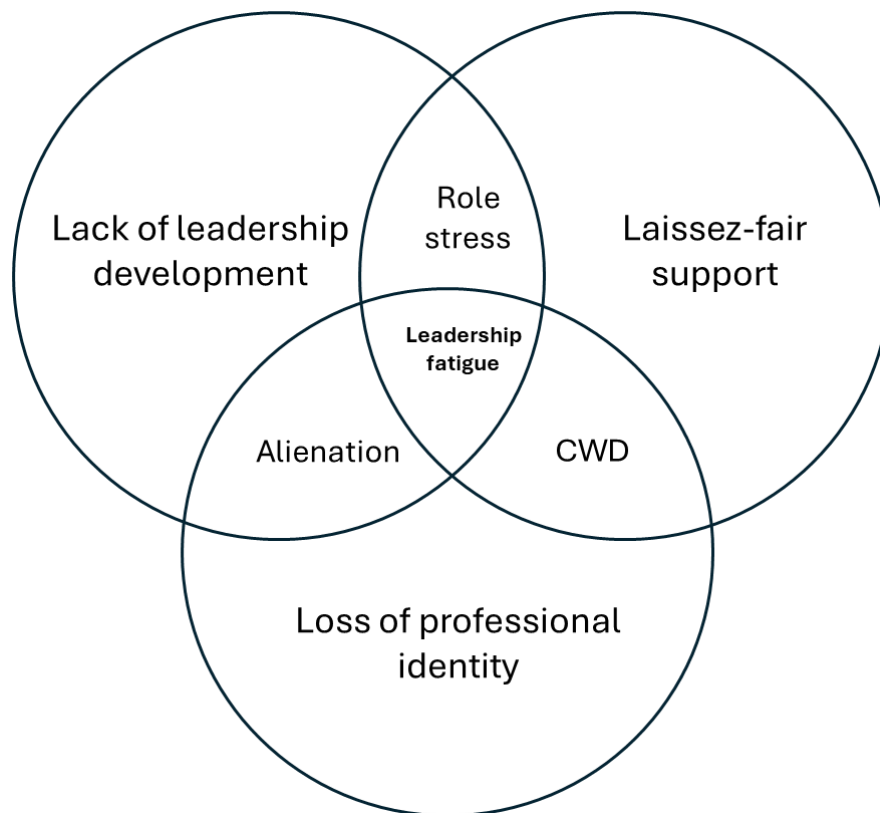 Lack of leadership
development
Role
stress
Laissez-fair
support
Leadership
fatigue
Alienation
CWD
Loss of professional
identity